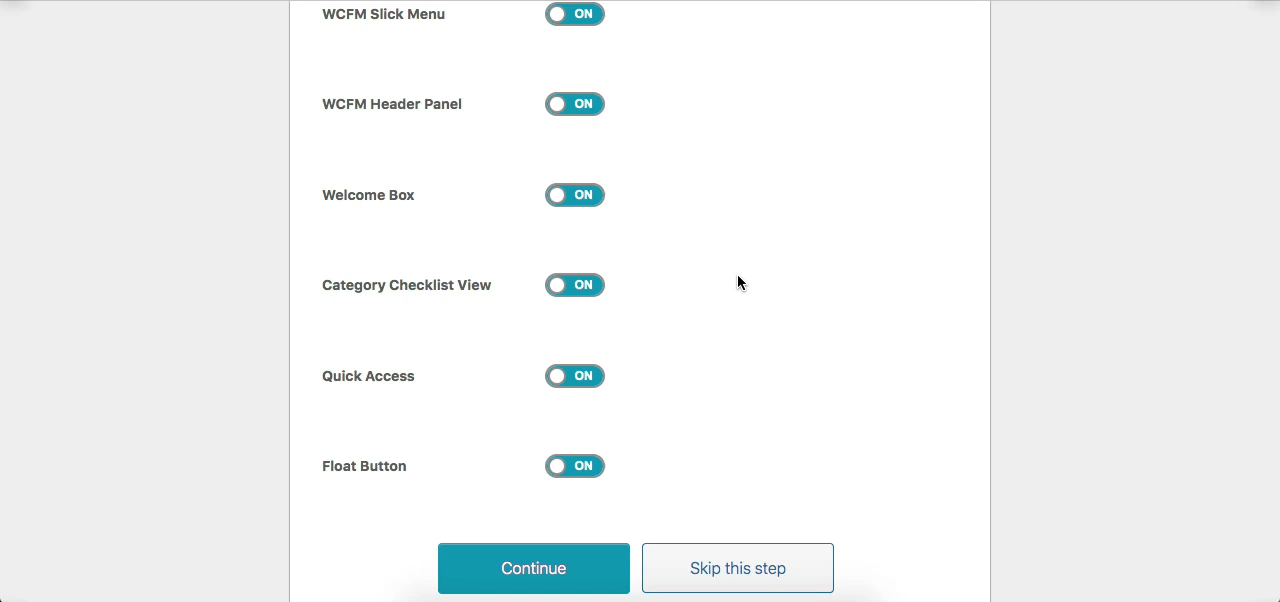 WCFM Slick Menu ON
WCFM Header Panel ON
Welcome Box ON
Category Checklist View ON
Quick Access ON
Float Button ON
Continue Skip this step